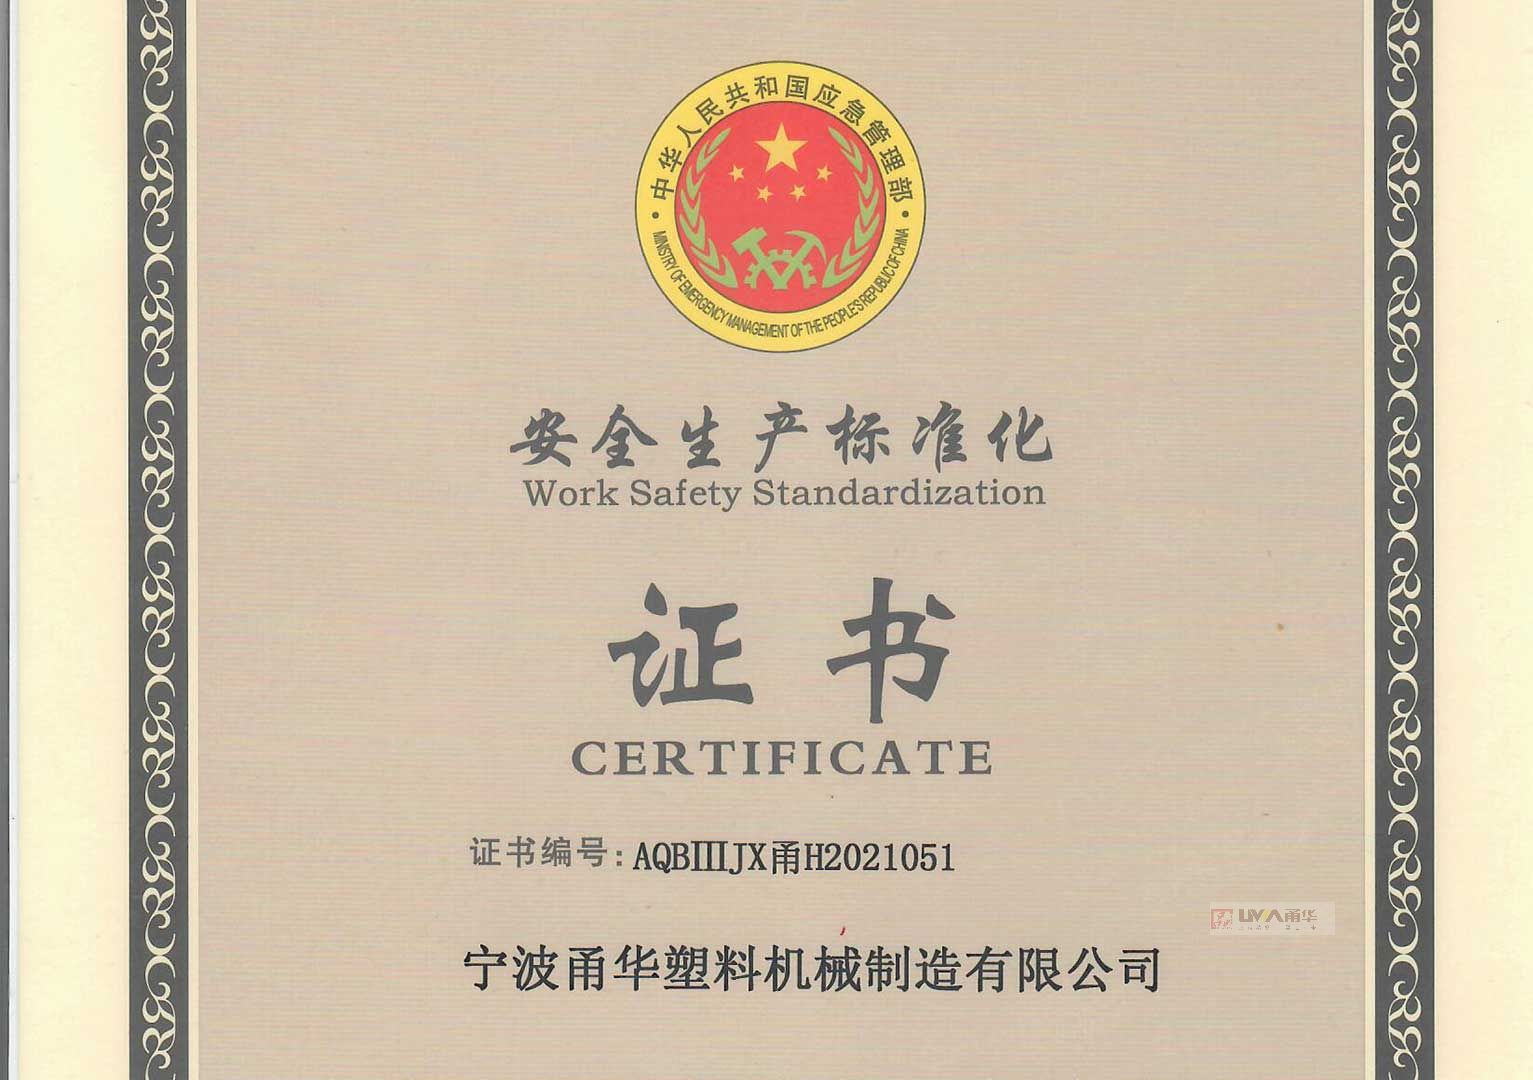 中华人民共和国应急管理部
MINISTRY OF EMERGENCY MANAGEMENT OF THE PEOPLE'S REPUBLIC OF CHINA
安全生产标准化
Work Safety Standardization
证书
CERTIFICATE
证书编号:AQBⅢJX甬H2021051
甬华
宁波甬华塑料机械制造有限公司